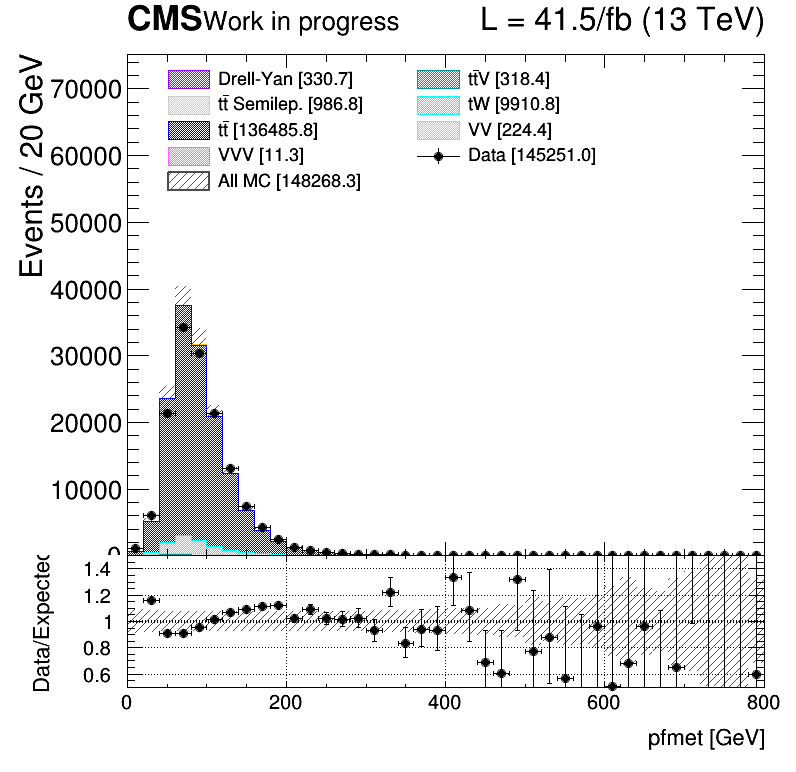 CMS Work in progress L = 41.5/fb (13 TeV)
Events / 20 GeV
70000
60000
50000
40000
30000
20000
10000
0
Drell-Yan [330.7]
tt̄ Semilep. [986.8]
tt̄ [136485.8]
VVV [11.3]
All MC [148268.3]
tt̄V [318.4]
tW [9910.8]
VV [224.4]
Data [145251.0]
Data/Expected
1.4
1.2
1
0.8
0.6
0 200 400 600 800
pfmet [GeV]